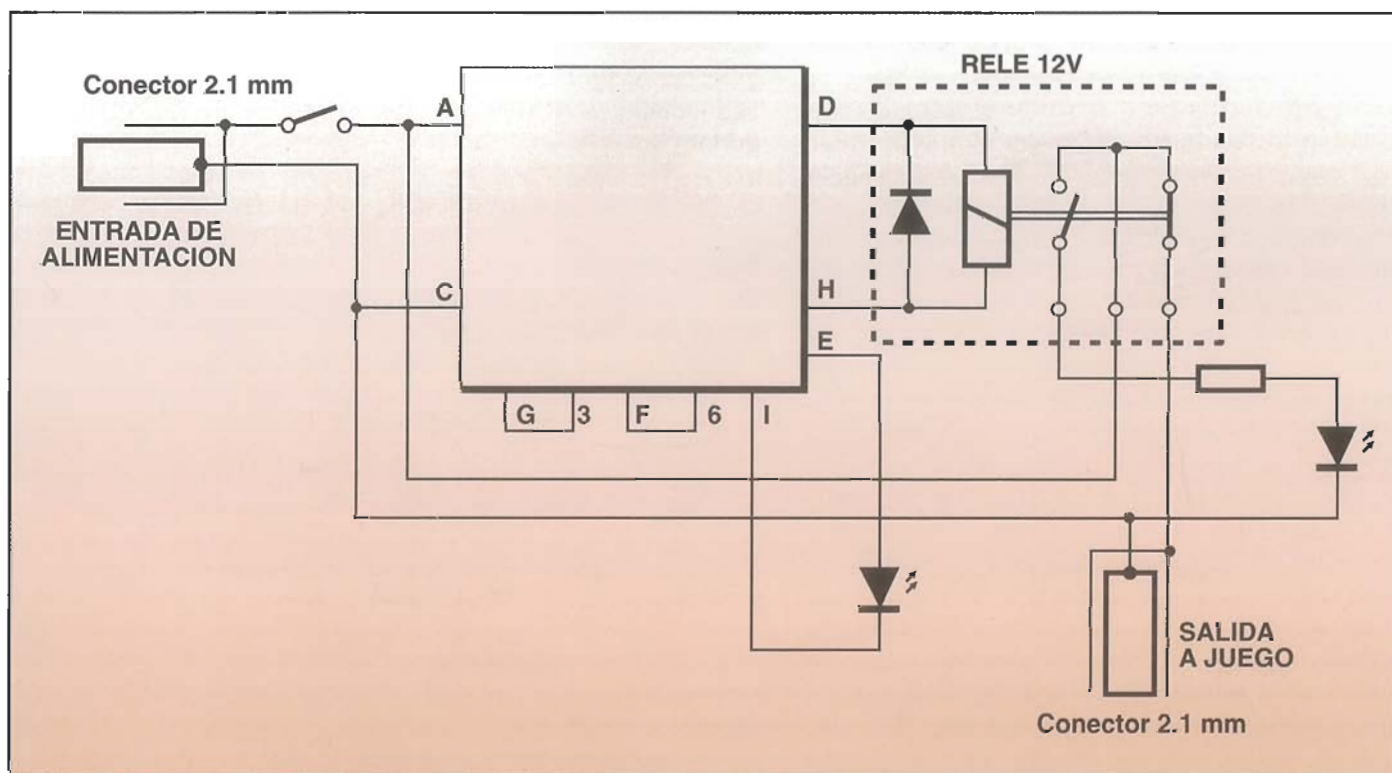 Conector 2.1 mm
RELE 12V
A
D
ENTRADA DE
ALIMENTACION
C
H
E
G 3 F 6 I
SALIDA
A JUEGO
Conector 2.1 mm